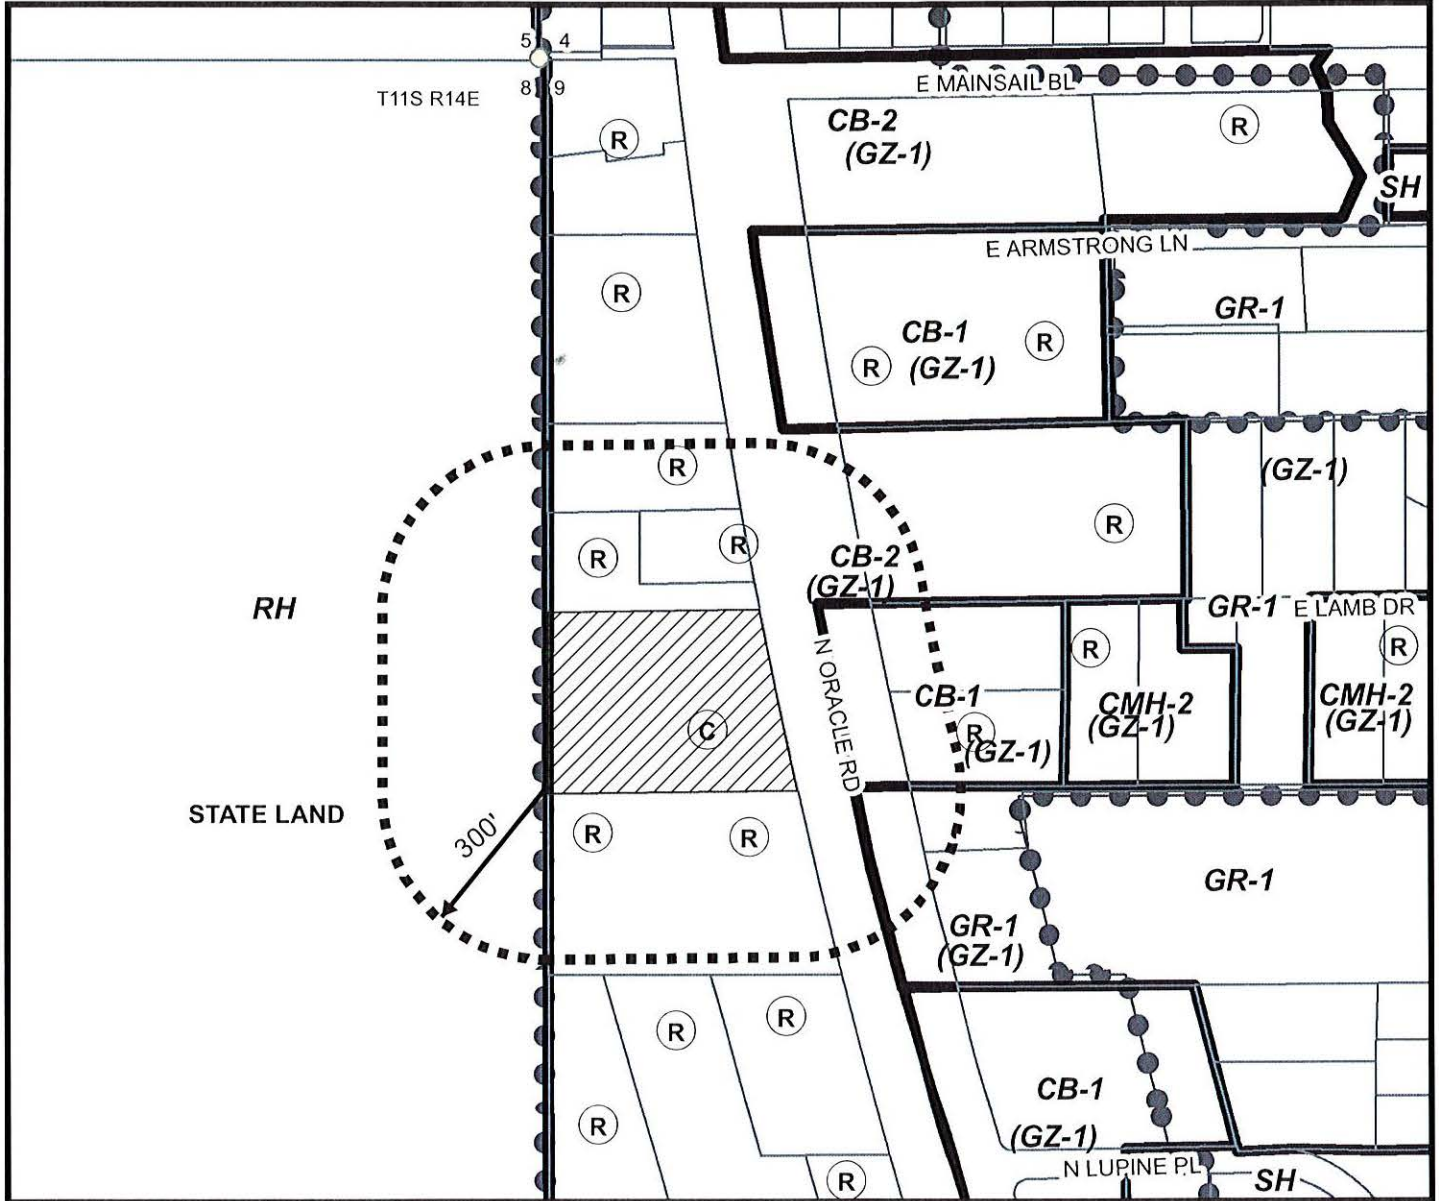 5 4
8 9
T11S R14E
E MAINSAIL BL
R
CB-2
(GZ-1)
R
SH
E ARMSTRONG LN
R
GR-1
CB-1
(GZ-1)
R
R
R
(GZ-1)
R
R
R
CB-2
(GZ-1)
RH
GR-1
E LAMB DR
N ORACLE RD
R
R
CB-1
R
(GZ-1)
CMH-2
(GZ-1)
CMH-2
(GZ-1)
C
STATE LAND
300'
R
R
GR-1
GR-1
(GZ-1)
R
R
CB-1
(GZ-1)
R
N LUPINE PL
SH
R